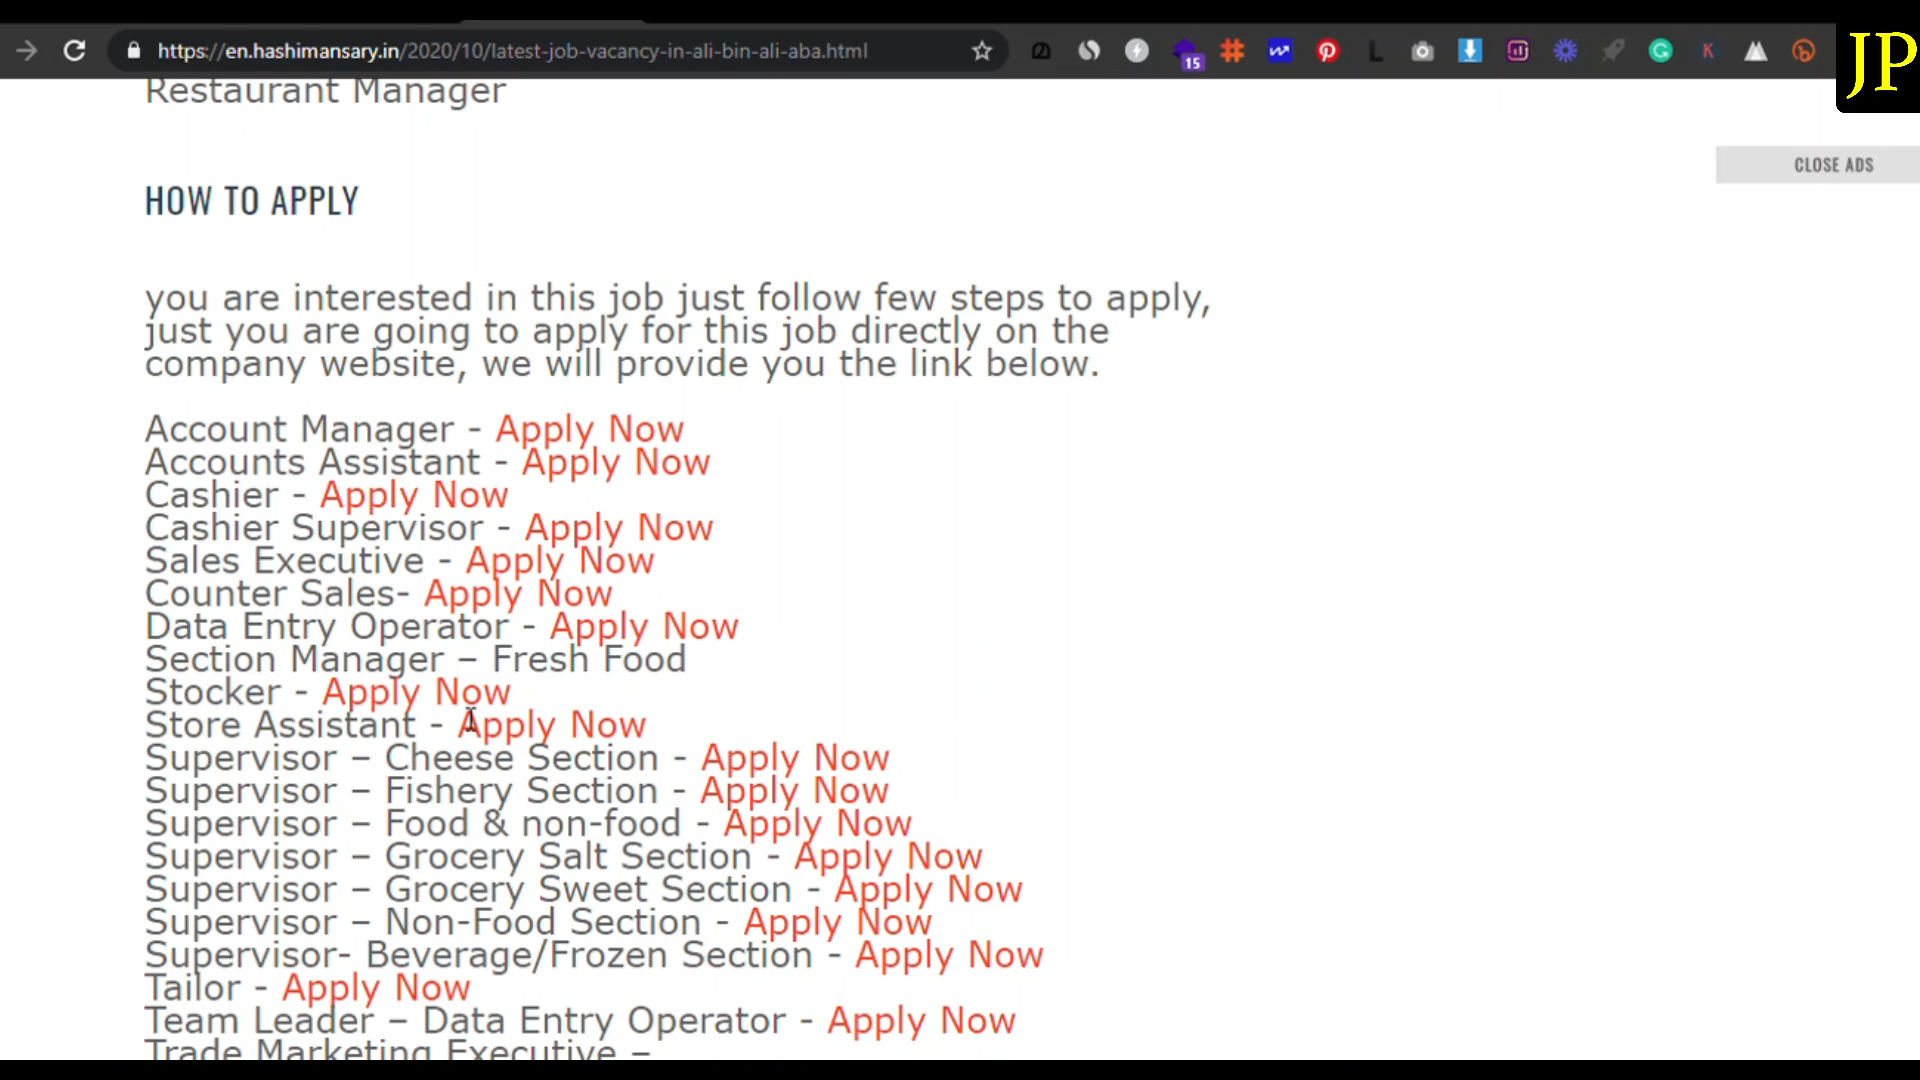 https://en.hashimansary.in/2020/10/latest-job-vacancy-in-ali-bin-ali-aba.html
15
JP
Restaurant Manager
CLOSE ADS
HOW TO APPLY
you are interested in this job just follow few steps to apply,
just you are going to apply for this job directly on the
company website, we will provide you the link below.
Account Manager - Apply Now
Accounts Assistant - Apply Now
Cashier - Apply Now
Cashier Supervisor - Apply Now
Sales Executive - Apply Now
Counter Sales- Apply Now
Data Entry Operator - Apply Now
Section Manager – Fresh Food
Stocker - Apply Now
Store Assistant - Apply Now
Supervisor – Cheese Section - Apply Now
Supervisor – Fishery Section - Apply Now
Supervisor – Food & non-food - Apply Now
Supervisor – Grocery Salt Section - Apply Now
Supervisor – Grocery Sweet Section - Apply Now
Supervisor – Non-Food Section - Apply Now
Supervisor- Beverage/Frozen Section - Apply Now
Tailor - Apply Now
Team Leader – Data Entry Operator - Apply Now
Trade Marketing Executive –